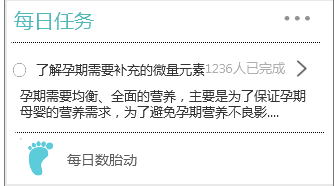 每日任务
了解孕期需要补充的微量元素1236人已完成
孕期需要均衡、全面的营养，主要是为了保证孕期
母婴的营养需求，为了避免孕期营养不良影....
每日数胎动